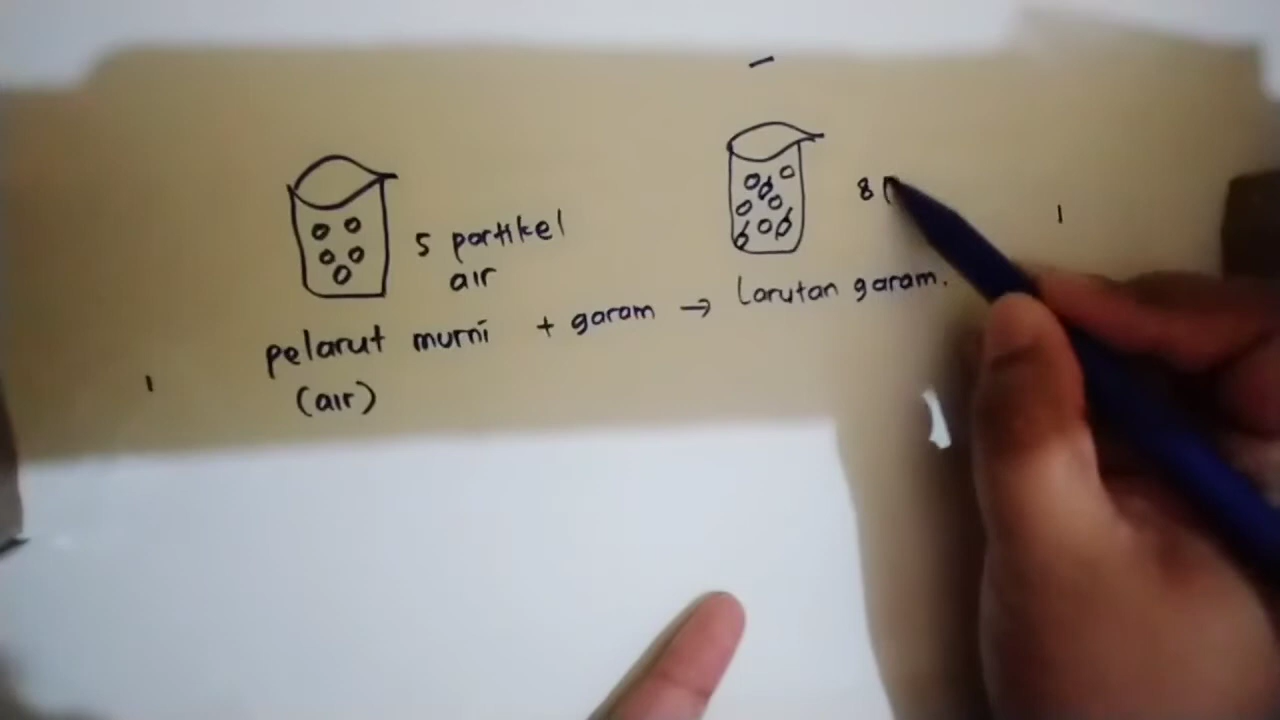 5 partikel
air
8
pelarut murni + garam → larutan garam.
(air)